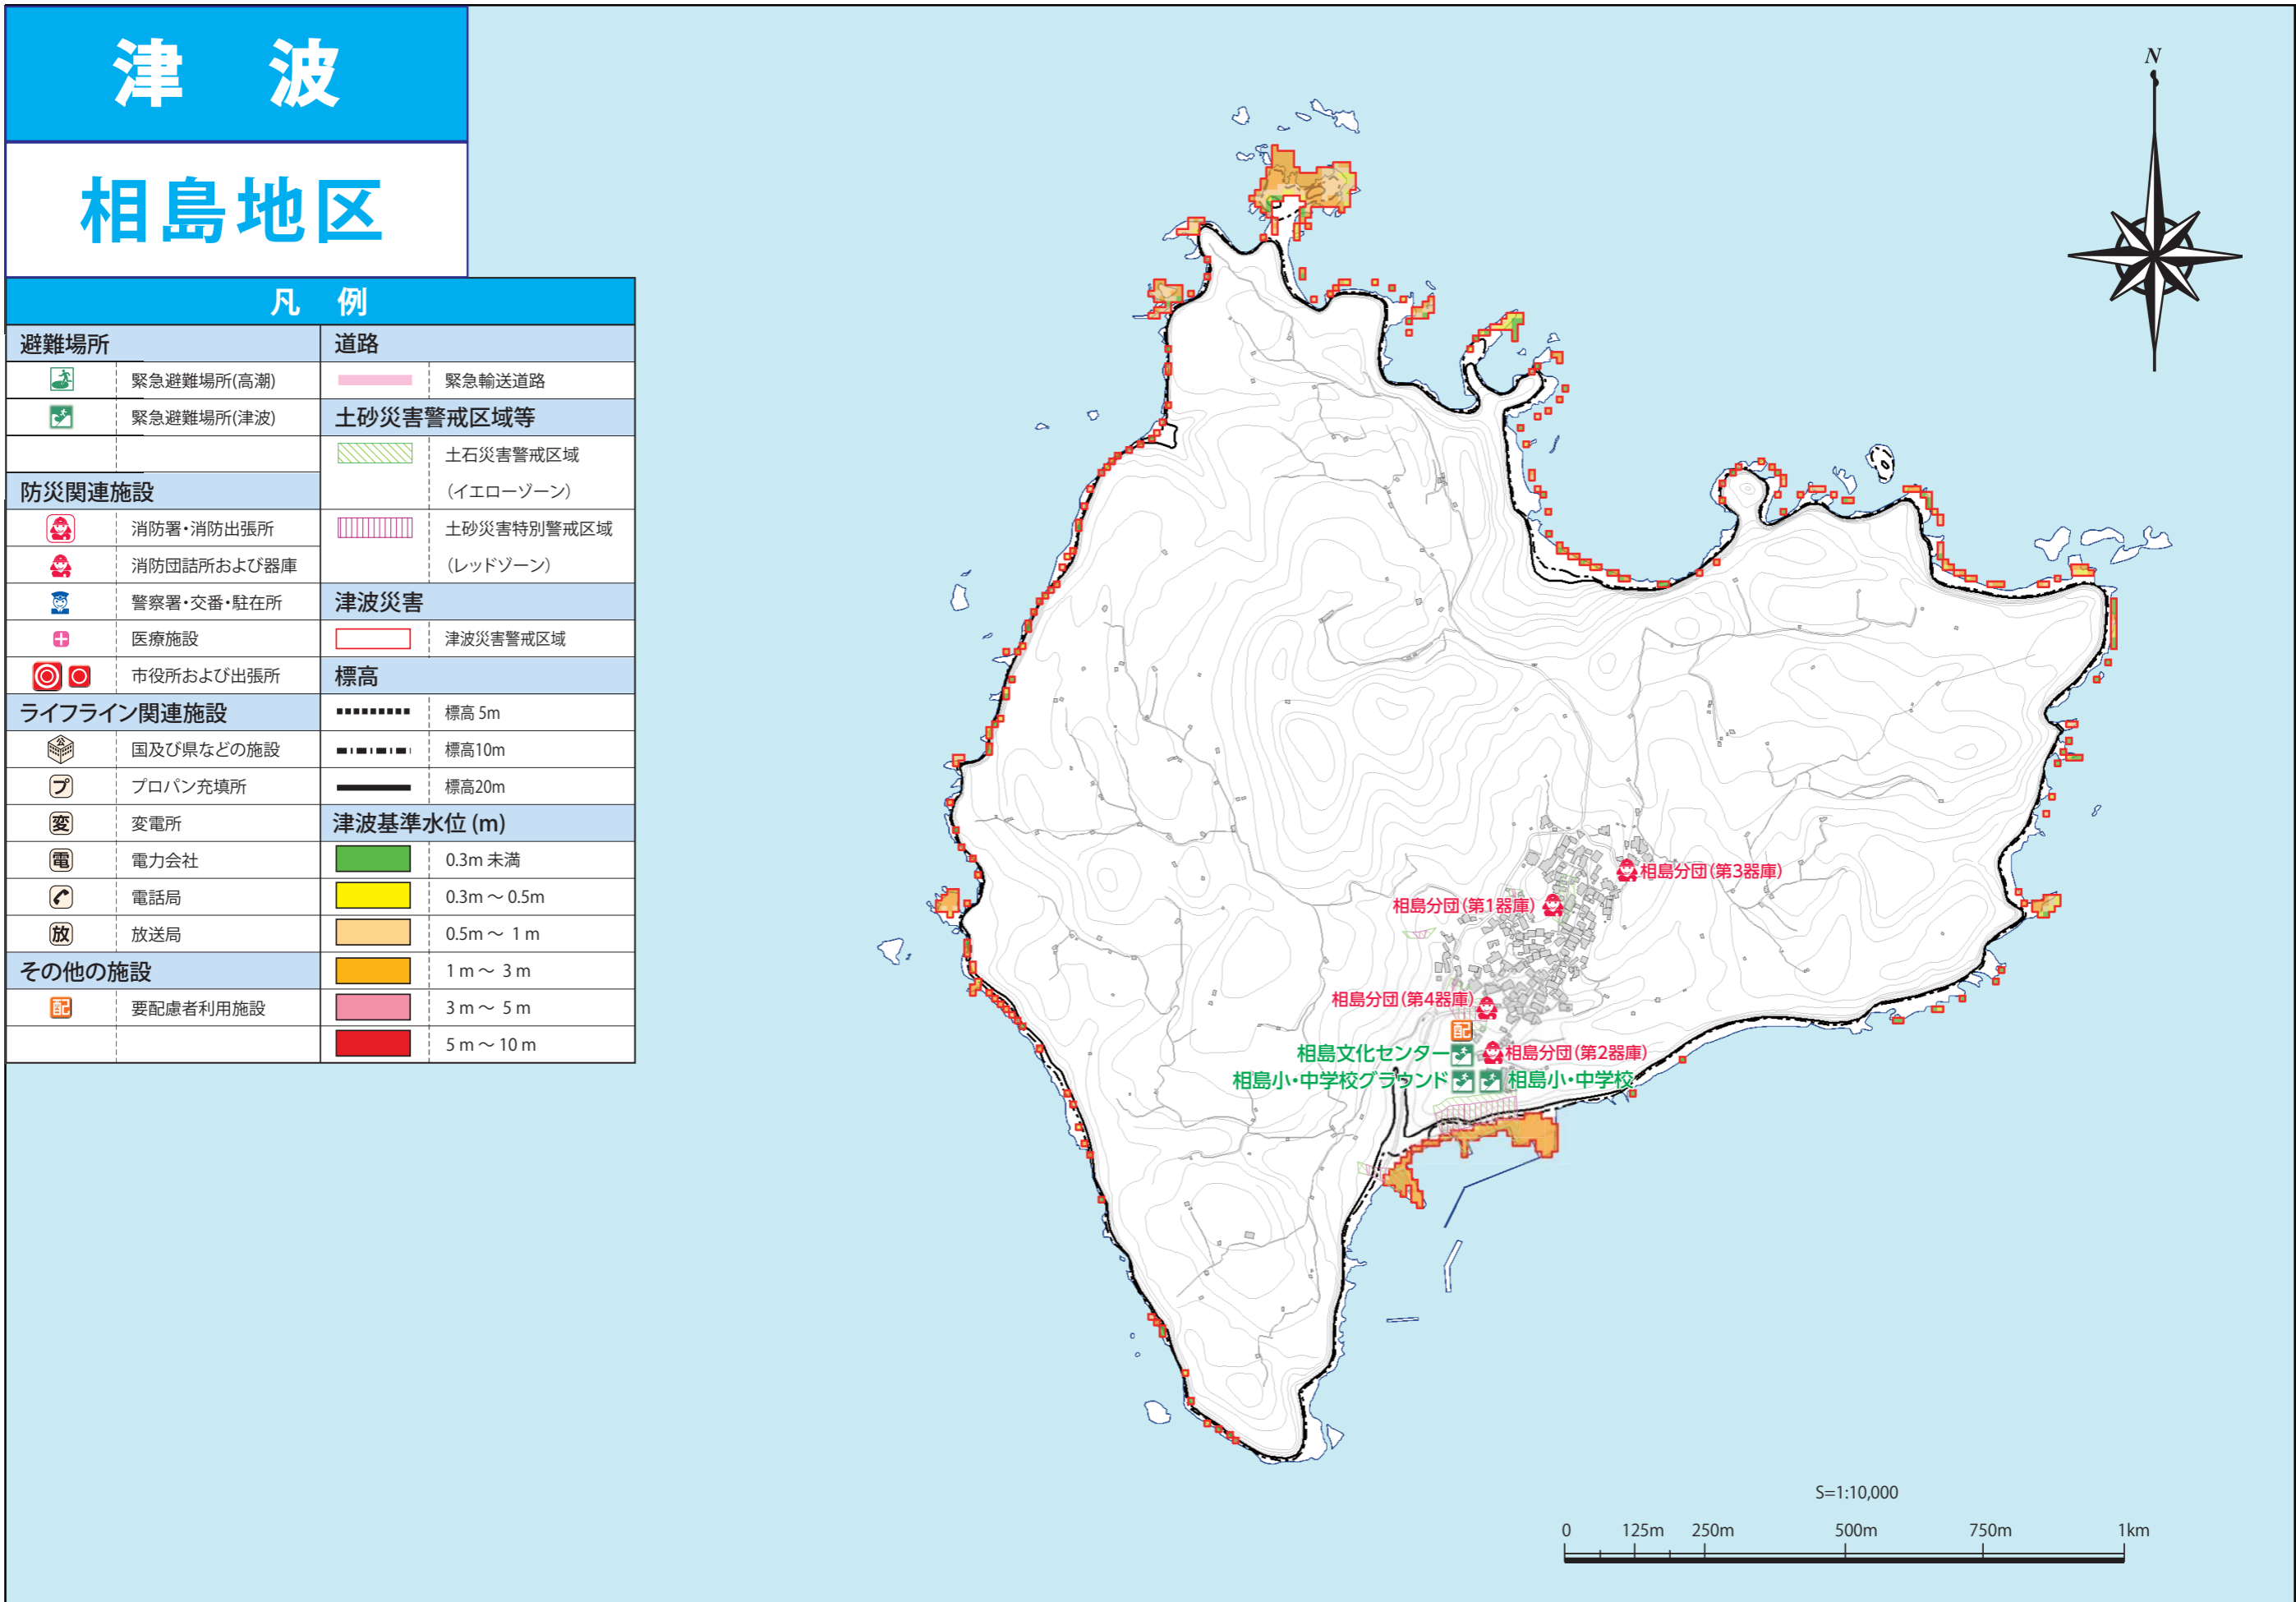 津 波
相島地区
凡 例
避難場所
緊急避難場所(高潮)
緊急避難場所(津波)
防災関連施設
消防署・消防出張所
消防団詰所および器庫
警察署・交番・駐在所
医療施設
市役所および出張所
ライフライン関連施設
公
国及び県などの施設
プ
プロパン充填所
変
変電所
電
電力会社
電話局
放
放送局
その他の施設
配
要配慮者利用施設
道路
緊急輸送道路
土砂災害警戒区域等
土石災害警戒区域
(イエローゾーン)
土砂災害特別警戒区域
(レッドゾーン)
津波災害
津波災害警戒区域
標高
標高 5m
標高10m
標高20m
津波基準水位 (m)
0.3m 未満
0.3m ~ 0.5m
0.5m ~ 1 m
1 m ~ 3 m
3 m ~ 5 m
5 m ~ 10 m
N
相島分団(第3器庫)
相島分団(第1器庫)
相島分団(第4器庫)
配
相島文化センター
相島分団(第2器庫)
相島小・中学校グラウンド
相島小・中学校
S=1:10,000
0 125m 250m 500m 750m 1km